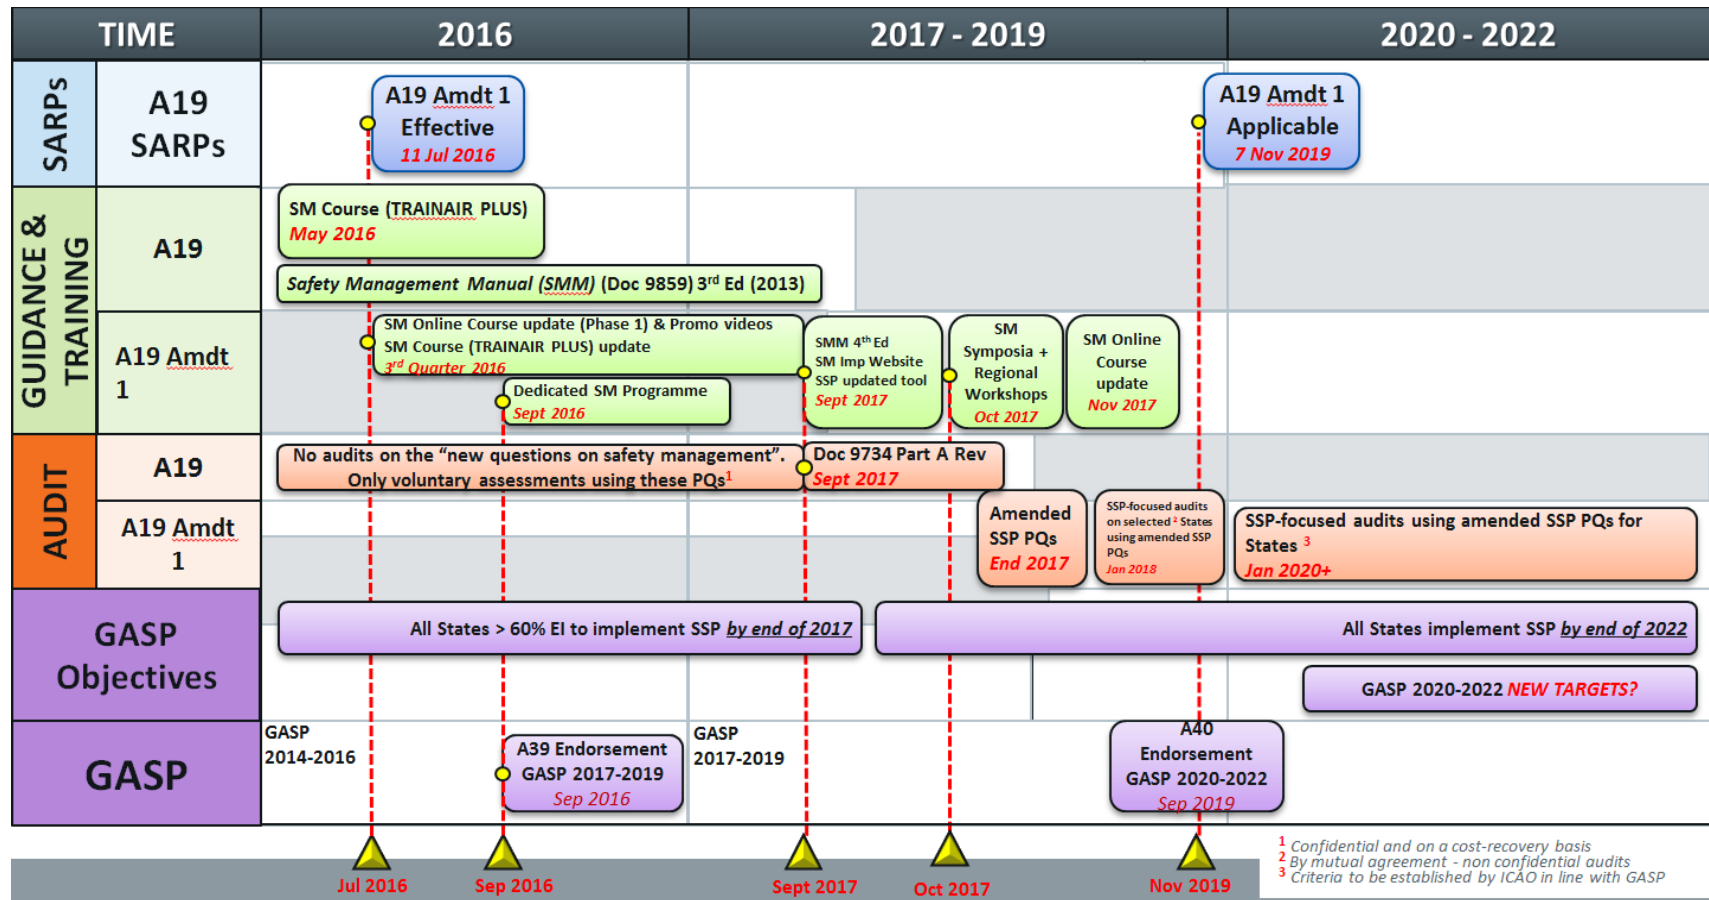 TIME
2016
2017 - 2019
2020 - 2022
SARPs
A19
SARPs
A19 Amdt 1
Effective
11 Jul 2016
A19 Amdt 1
Applicable
7 Nov 2019
GUIDANCE &
TRAINING
A19
SM Course (TRAINAIR PLUS)
May 2016
Safety Management Manual (SMM) (Doc 9859) 3rd Ed (2013)
A19 Amdt
1
SM Online Course update (Phase 1) & Promo videos
SM Course (TRAINAIR PLUS) update
3rd Quarter 2016
Dedicated SM Programme
Sept 2016
SMM 4th Ed
SM Imp Website
SSP updated tool
Sept 2017
SM
Symposia +
Regional
Workshops
Oct 2017
SM Online
Course
update
Nov 2017
AUDIT
A19
No audits on the “new questions on safety management”.
Only voluntary assessments using these PQs1
Doc 9734 Part A Rev
Sept 2017
A19 Amdt
1
Amended
SSP PQs
End 2017
SSP-focused audits
on selected 2 States
using amended SSP
PQs
Jan 2018
SSP-focused audits using amended SSP PQs for
States 3
Jan 2020+
GASP
Objectives
All States > 60% EI to implement SSP by end of 2017
All States implement SSP by end of 2022
GASP 2020-2022 NEW TARGETS?
GASP
GASP
2014-2016
A39 Endorsement
GASP 2017-2019
Sep 2016
GASP
2017-2019
A40
Endorsement
GASP 2020-2022
Sep 2019
Jul 2016
Sep 2016
Sept 2017
Oct 2017
Nov 2019
1 Confidential and on a cost-recovery basis
2 By mutual agreement - non confidential audits
3 Criteria to be established by ICAO in line with GASP